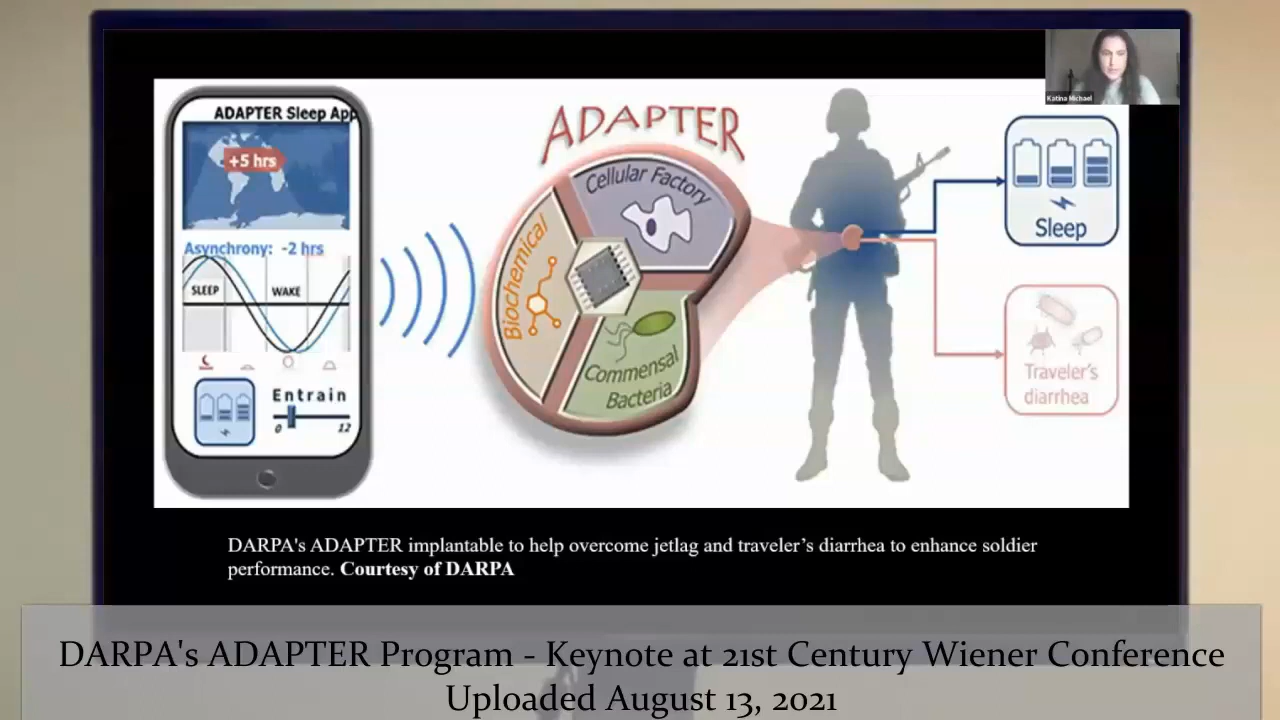 Katina Michael
ADAPTER Sleep App
+5 hrs
Asynchrony: -2 hrs
SLEEP
WAKE
Entrain
0
12
ADAPTER
Cellular Factory
Biochemical
Commensal
Bacteria
Sleep
Traveler's
diarrhea
DARPA's ADAPTER implantable to help overcome jetlag and traveler's diarrhea to enhance soldier
performance. Courtesy of DARPA
DARPA's ADAPTER Program - Keynote at 21st Century Wiener Conference
Uploaded August 13, 2021